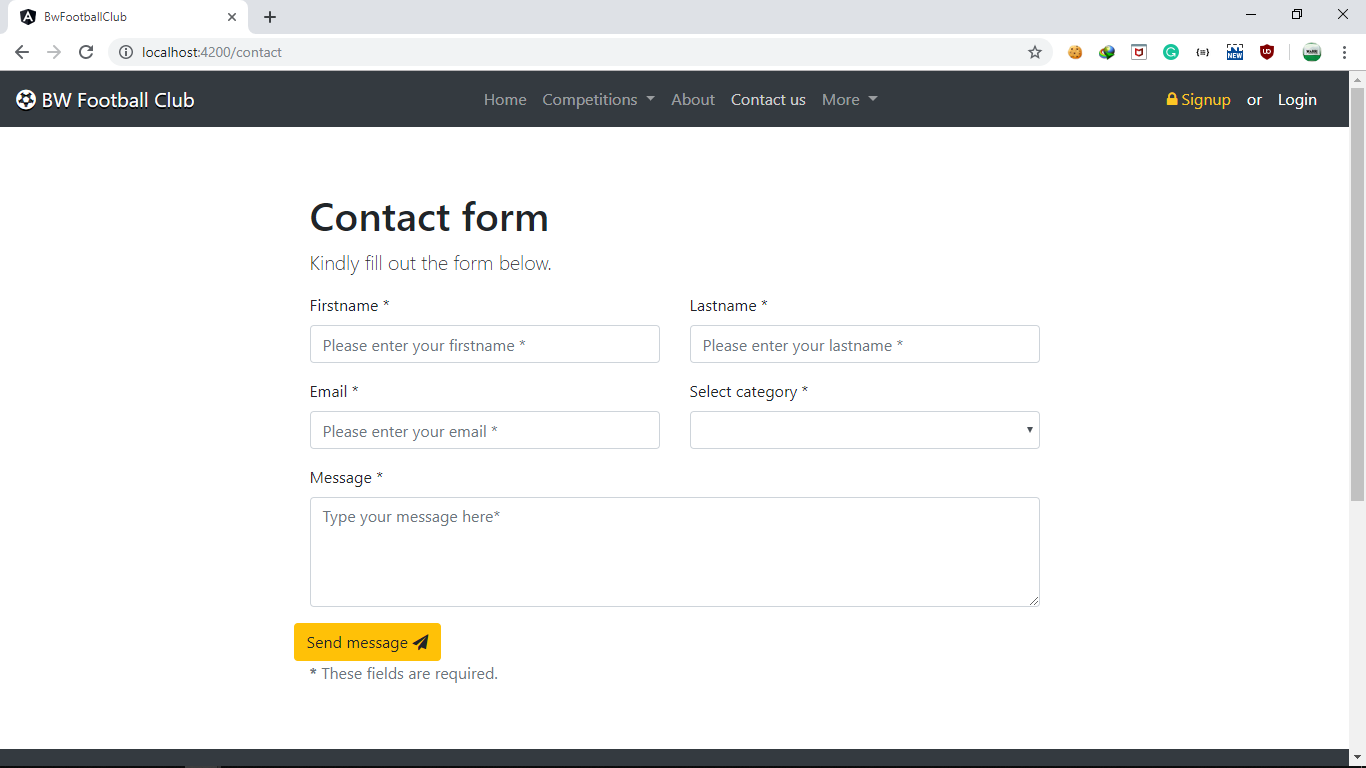 BwFootballClub
localhost:4200/contact
{≡}
NEW
BW Football Club
Home Competitions About Contact us More
Signup or Login
Contact form
Kindly fill out the form below.
Firstname * Lastname *
Please enter your firstname * Please enter your lastname *
Email * Select category *
Please enter your email *
Message *
Type your message here*
Send message
* These fields are required.